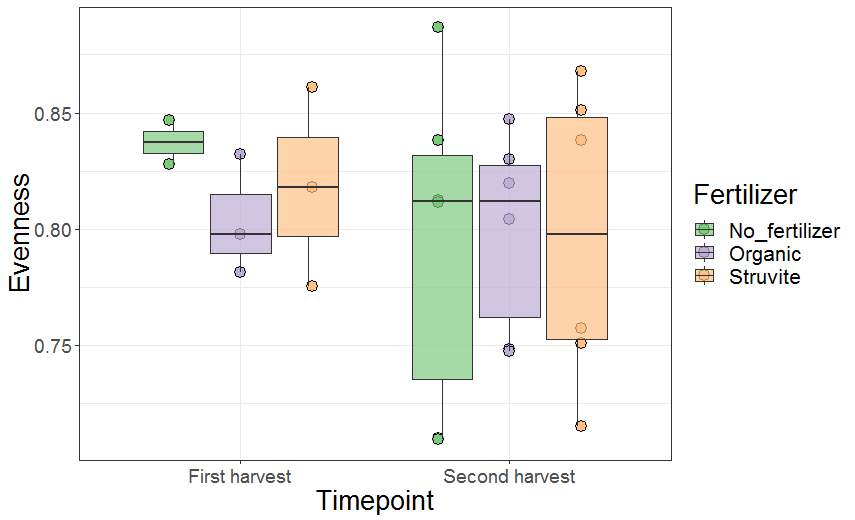 Evenness
0.85
0.80
0.75
First harvest
Second harvest
Timepoint
Fertilizer
No_fertilizer
Organic
Struvite